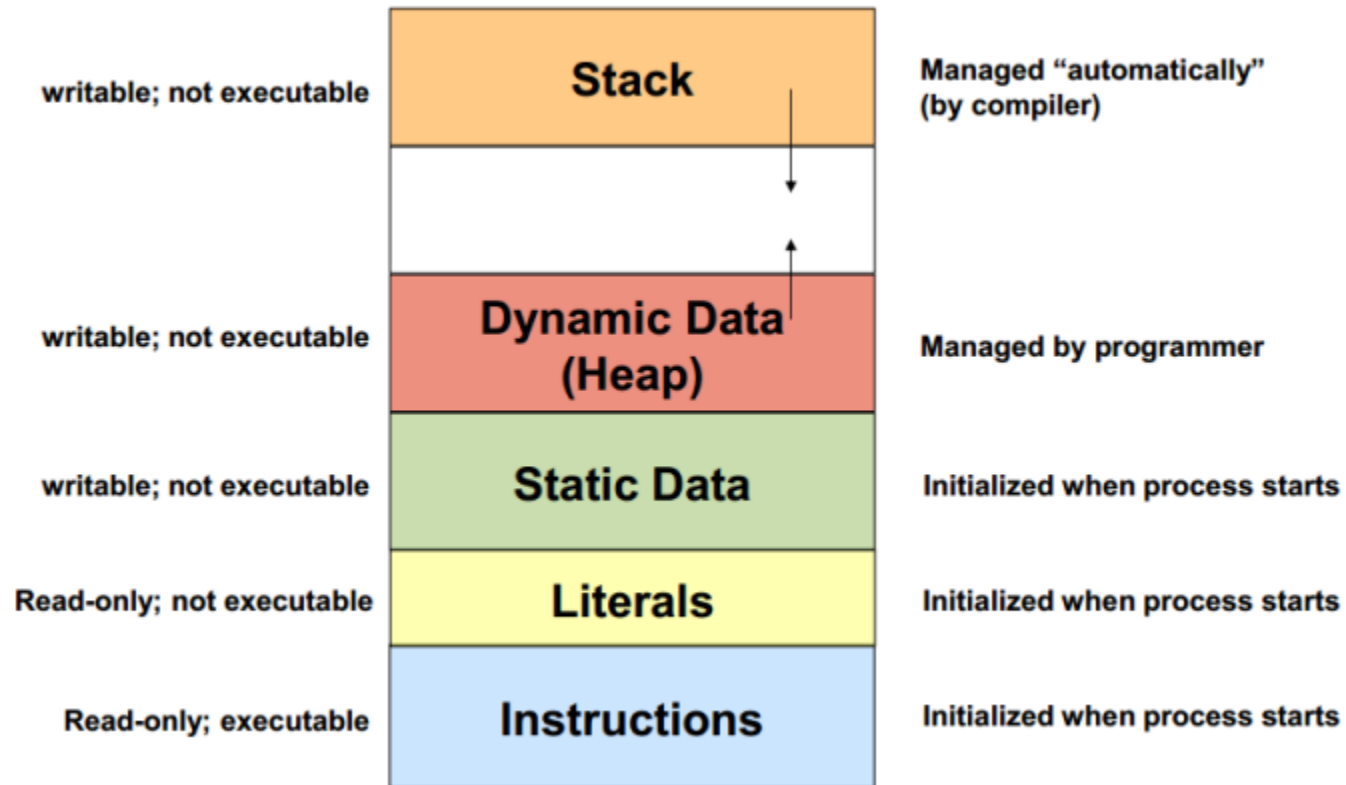 writable; not executable
Stack
Managed “automatically”
(by compiler)
writable; not executable
Dynamic Data
(Heap)
Managed by programmer
writable; not executable
Static Data
Initialized when process starts
Read-only; not executable
Literals
Initialized when process starts
Read-only; executable
Instructions
Initialized when process starts